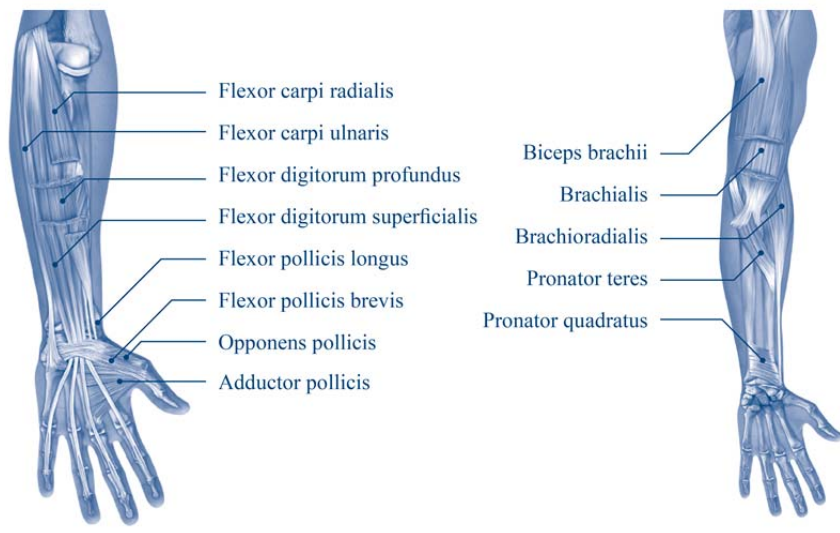 Flexor carpi radialis
Flexor carpi ulnaris
Flexor digitorum profundus
Flexor digitorum superficialis
Flexor pollicis longus
Flexor pollicis brevis
Opponens pollicis
Adductor pollicis
Biceps brachii
Brachialis
Brachioradialis
Pronator teres
Pronator quadratus